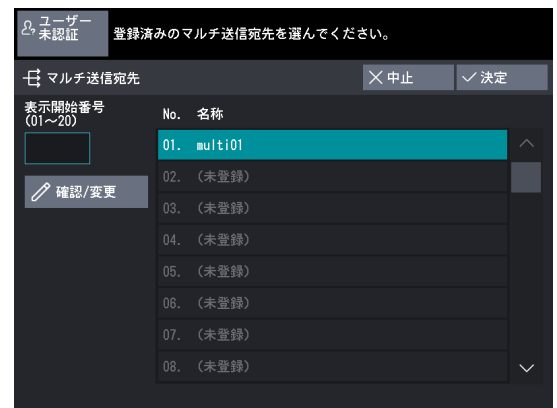 ユーザー
未認証
登録済みのマルチ送信宛先を選んでください。
マルチ送信宛先
中止
決定
表示開始番号
(01～20)
No. 名称
01. multi01
02. (未登録)
確認/変更
03. (未登録)
04. (未登録)
05. (未登録)
06. (未登録)
07. (未登録)
08. (未登録)